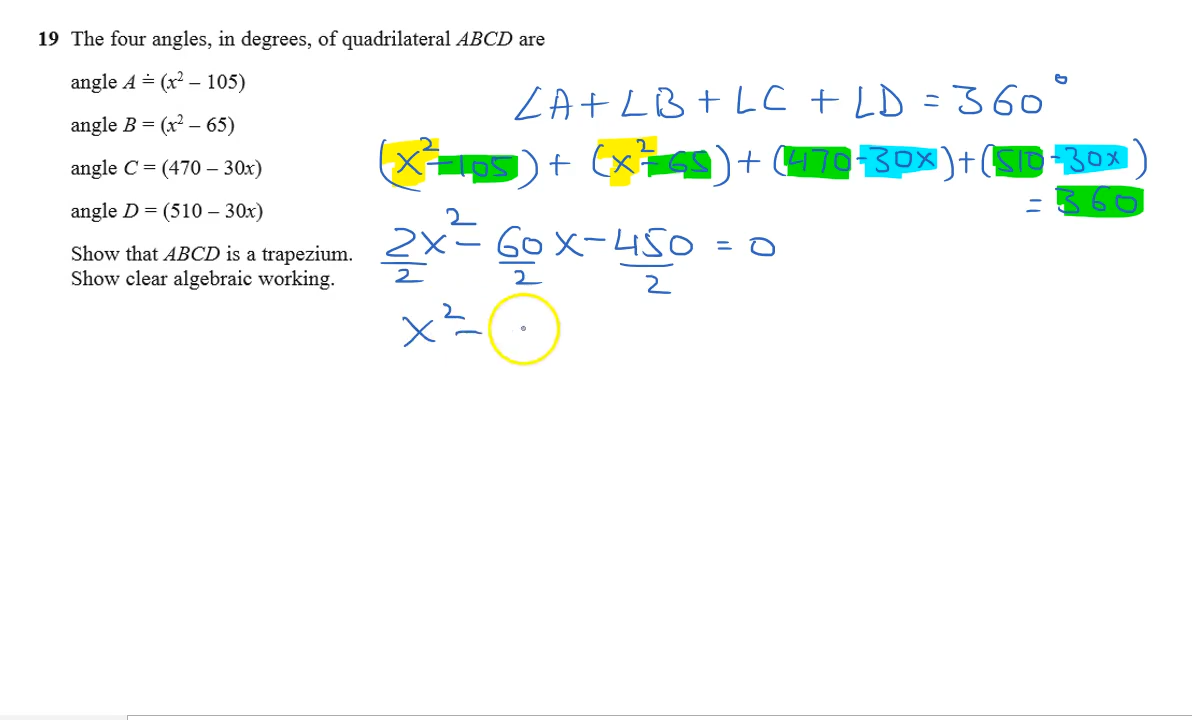 19 The four angles, in degrees, of quadrilateral ABCD are
angle A = (x² – 105)
angle B = (x² – 65)
angle C = (470 – 30x)
angle D = (510 – 30x)
Show that ABCD is a trapezium.
Show clear algebraic working.
∠A + ∠B + ∠C + ∠D = 360°
(x² - 105) + (x² - 65) + (470 - 30x) + (510 - 30x)
= 360
2x²/2 - 60/2 x - 450/2 = 0
x² -